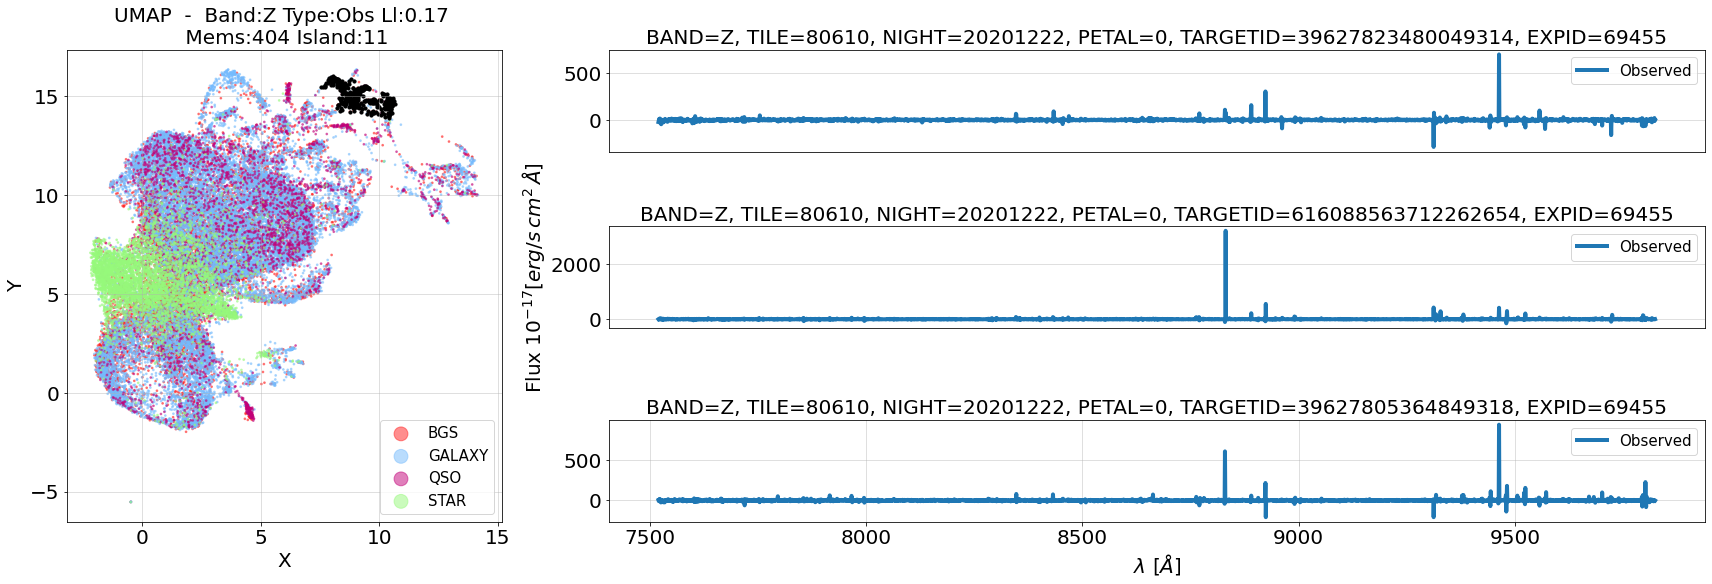 UMAP - Band:Z Type:Obs Ll:0.17
Mems:404 Island:11
15
10
5
0
−5
Y
0
5
10
15
X
BGS
GALAXY
QSO
STAR
Flux 10^{-17}[erg/s cm^2 Å]
BAND=Z, TILE=80610, NIGHT=20201222, PETAL=0, TARGETID=39627823480049314, EXPID=69455
500
0
Observed
BAND=Z, TILE=80610, NIGHT=20201222, PETAL=0, TARGETID=616088563712262654, EXPID=69455
2000
0
Observed
BAND=Z, TILE=80610, NIGHT=20201222, PETAL=0, TARGETID=39627805364849318, EXPID=69455
500
0
Observed
7500
8000
8500
9000
9500
λ [Å]